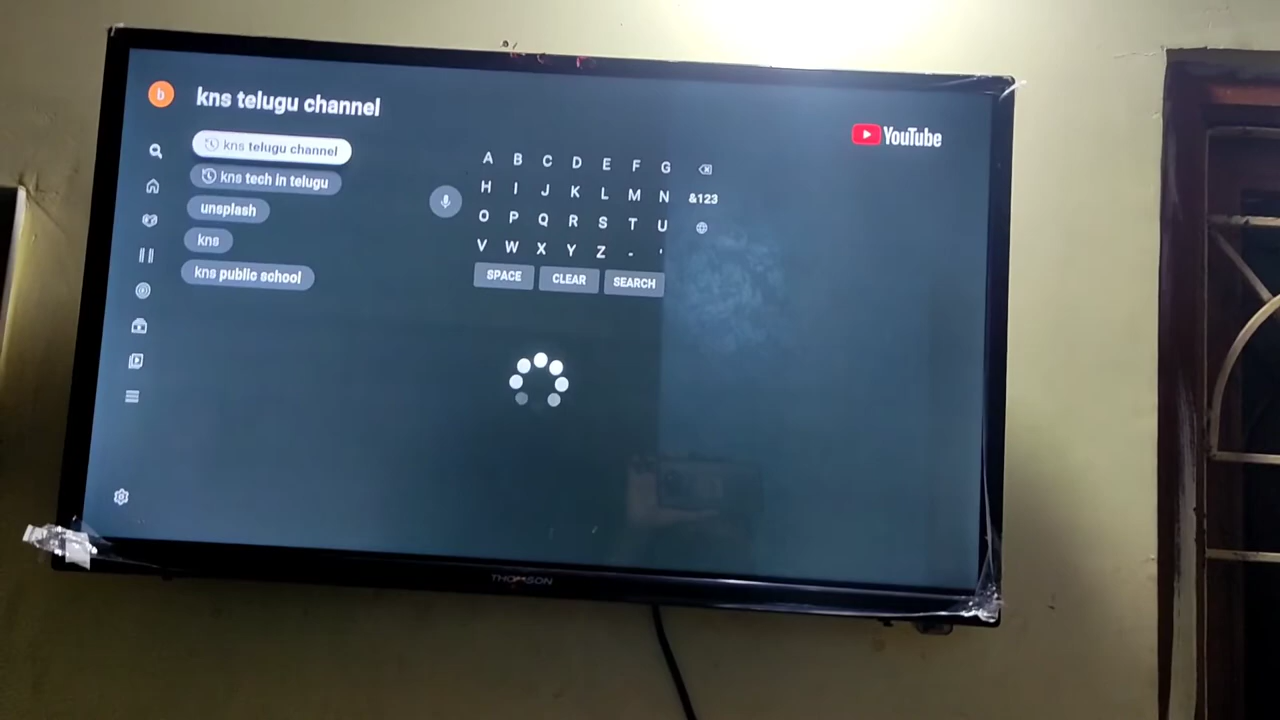 b
kns telugu channel
YouTube
kns telugu channel
kns tech in telugu
unsplash
kns
kns public school
A B C D E F G
H I J K L M N &123
O P Q R S T U
V W X Y Z - '
SPACE CLEAR SEARCH
THOMSON